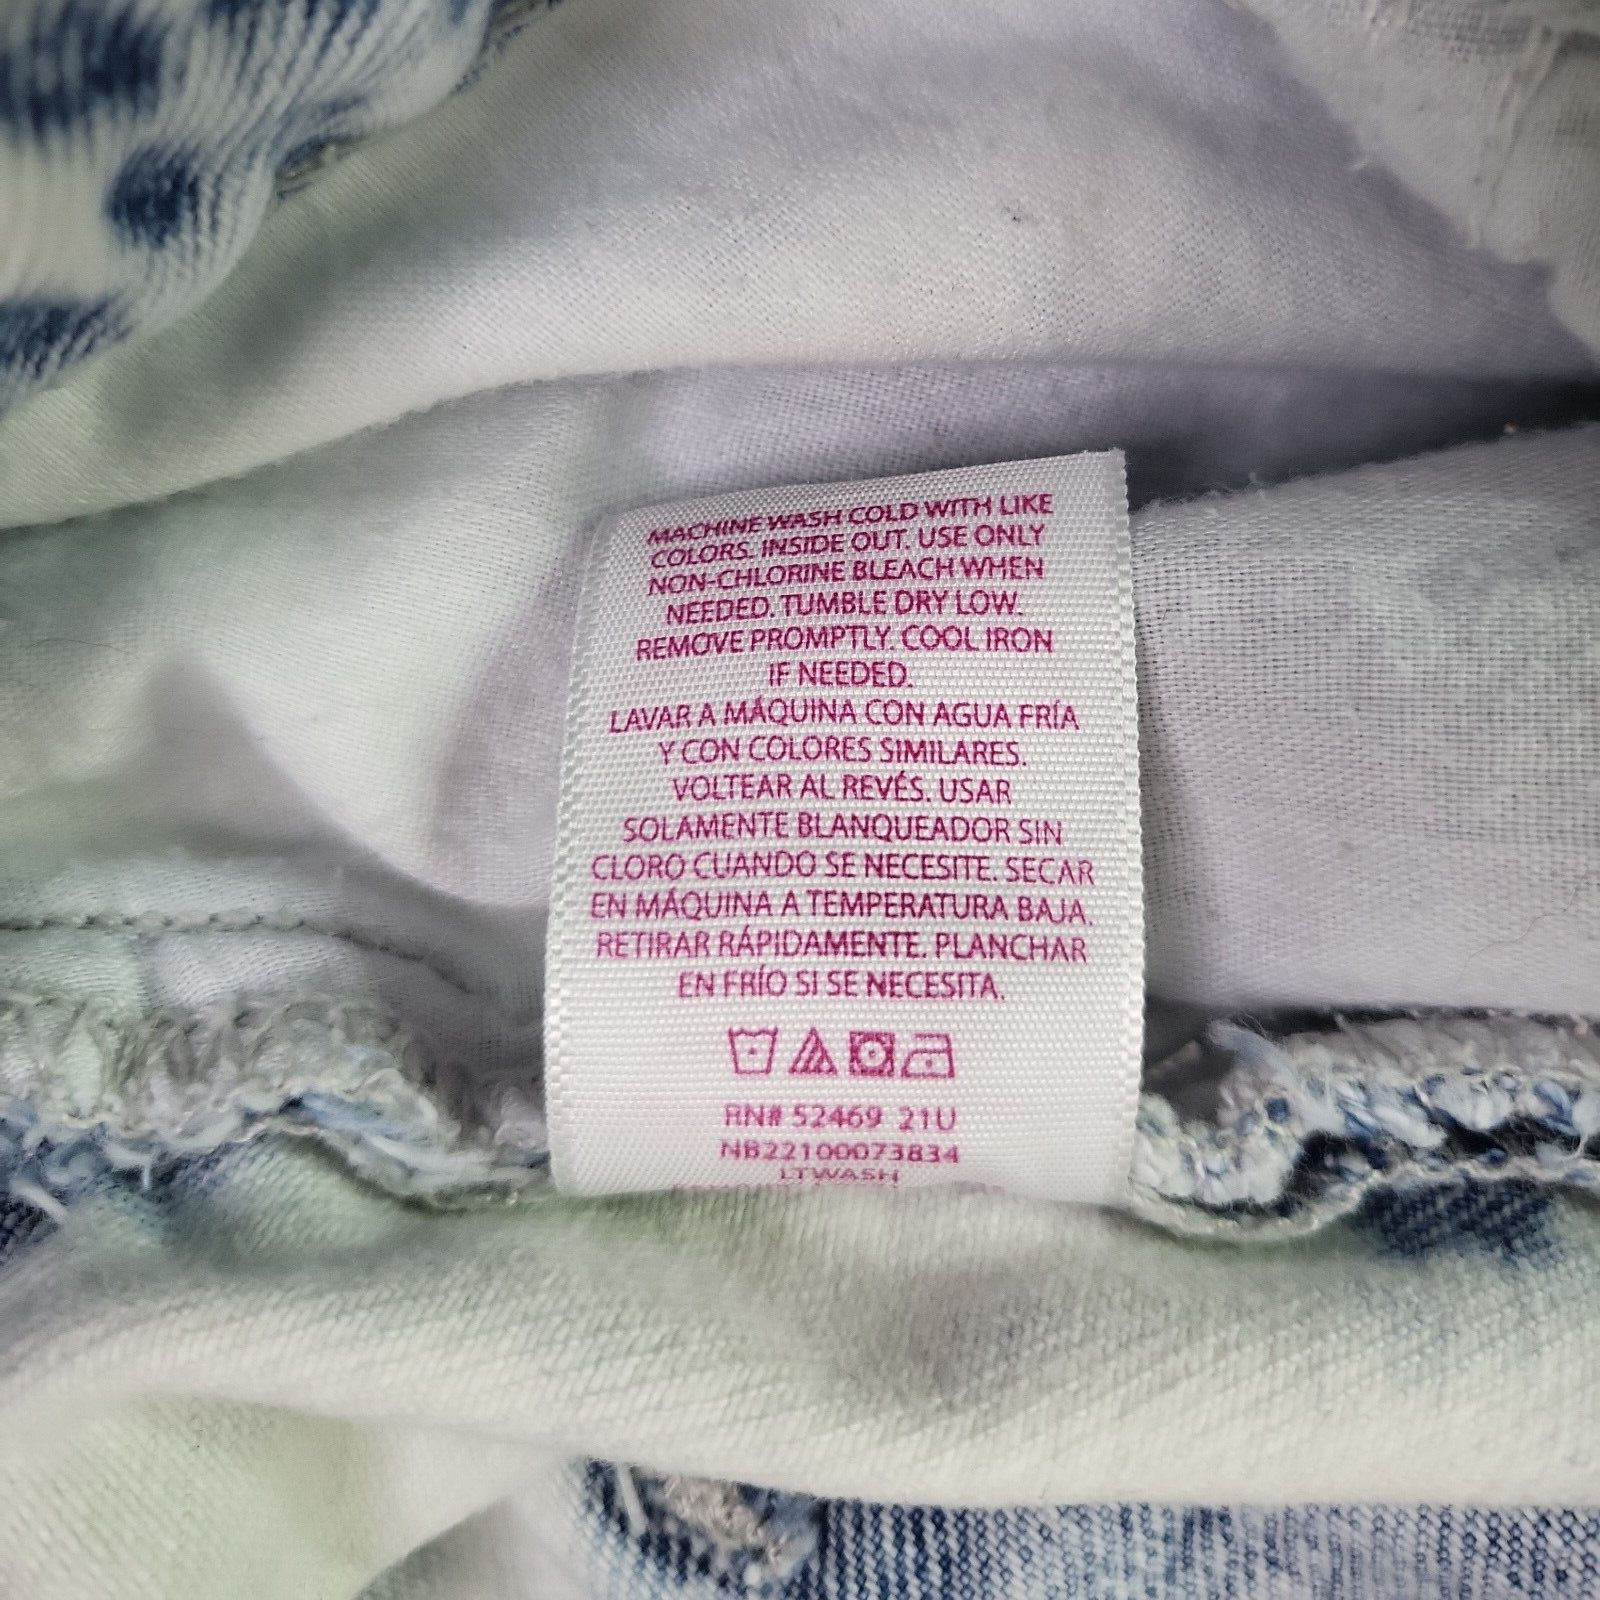 MACHINE WASH COLD WITH LIKE
COLORS. INSIDE OUT. USE ONLY
NON-CHLORINE BLEACH WHEN
NEEDED. TUMBLE DRY LOW.
REMOVE PROMPTLY. COOL IRON
IF NEEDED.
LAVAR A MÁQUINA CON AGUA FRÍA
Y CON COLORES SIMILARES.
VOLTEAR AL REVÉS. USAR
SOLAMENTE BLANQUEADOR SIN
CLORO CUANDO SE NECESITE. SECAR
EN MÁQUINA A TEMPERATURA BAJA.
RETIRAR RÁPIDAMENTE. PLANCHAR
EN FRÍO SI SE NECESITA.
RN# 52469 21U
NB22100073834
LTWASH